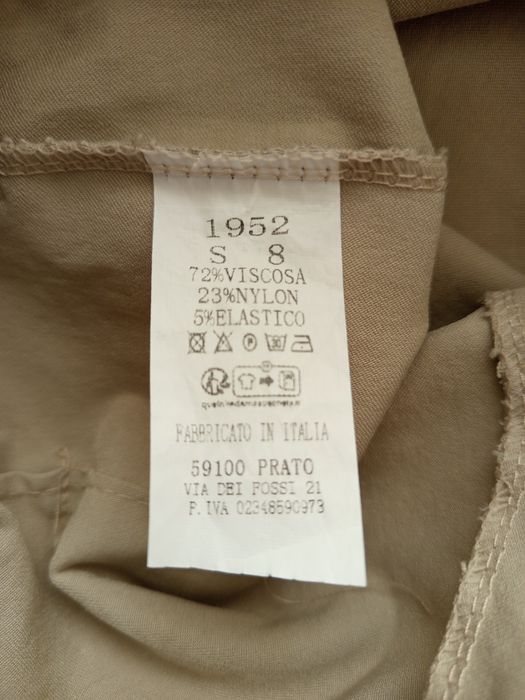 1952
S 8
72%VISCOSA
23%NYLON
5%ELASTICO
FABBRICATO IN ITALIA
59100 PRATO
VIA DEI FOSSI 21
P.IVA 02348590973